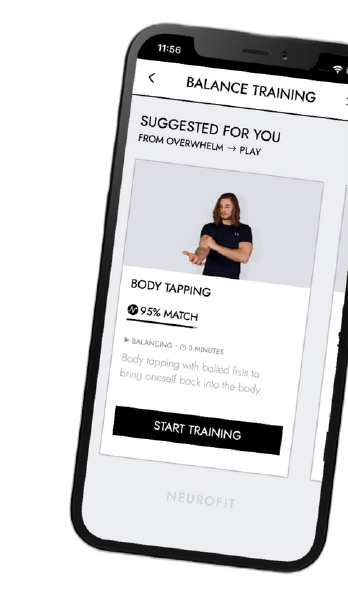 11:56
BALANCE TRAINING
SUGGESTED FOR YOU
FROM OVERWHELM → PLAY
BODY TAPPING
95% MATCH
BALANCING · 3 MINUTES
Body tapping with balled fists to
bring oneself back into the body.
START TRAINING
NEUROFIT